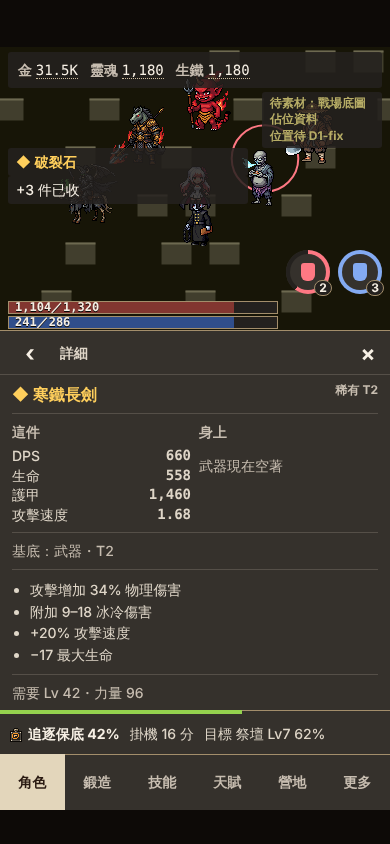 金 31.5K 靈魂 1,180 生鐵 1,180
待素材：戰場底圖
佔位資料
位置待 D1-fix
◆ 破裂石
+3 件已收
2
3
1,104／1,320
241／286
‹ 詳細 ×
◆ 寒鐵長劍 稀有 T2
這件 身上
DPS 660
武器現在空著
生命 558
護甲 1,460
攻擊速度 1.68
基底：武器・T2
• 攻擊增加 34% 物理傷害
• 附加 9–18 冰冷傷害
• +20% 攻擊速度
• −17 最大生命
需要 Lv 42・力量 96
追逐保底 42% 掛機 16 分 目標 祭壇 Lv7 62%
角色 鍛造 技能 天賦 營地 更多